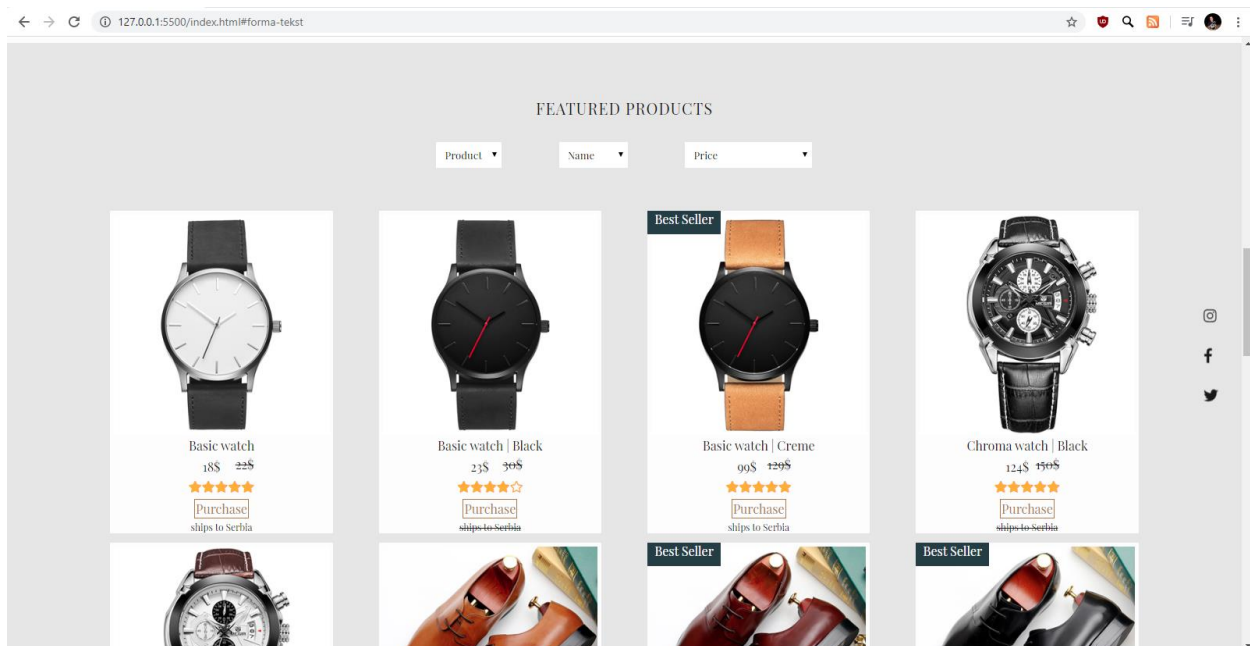 127.0.0.1:5500/index.html#forma-tekst
FEATURED PRODUCTS
Product Name Price
Best Seller
Basic watch
18$ 22$
Purchase
ships to Serbia
Basic watch | Black
23$ 30$
Purchase
ships to Serbia
Basic watch | Creme
99$ 129$
Purchase
ships to Serbia
Chroma watch | Black
124$ 150$
Purchase
ships to Serbia
Best Seller
Best Seller